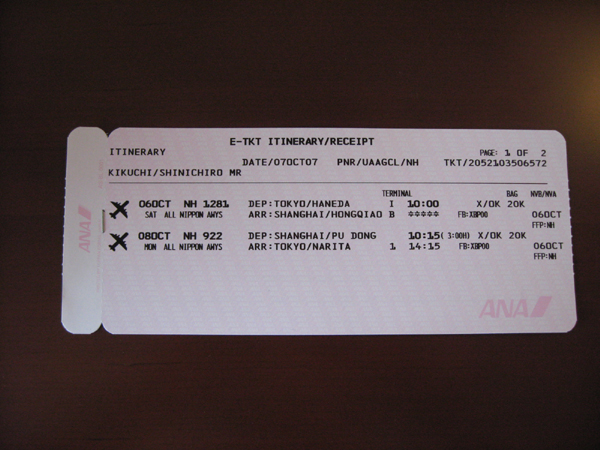 E-TKT ITINERARY/RECEIPT
ITINERARY PAGE: 1 OF 2
DATE/07OCT07 PNR/UAAGCL/NH TKT/2052103506572
KIKUCHI/SHINICHIRO MR
TERMINAL BAG NVB/NVA
06OCT NH 1281 DEP:TOKYO/HANEDA I 10:00 X/OK 20K
SAT ALL NIPPON AWYS ARR:SHANGHAI/HONGQIAO B ***** FB:XBP00 06OCT
FFP:NH
08OCT NH 922 DEP:SHANGHAI/PU DONG 10:15( 3:00H) X/OK 20K
MON ALL NIPPON AWYS ARR:TOKYO/NARITA 1 14:15 FB:XBP00 06OCT
FFP:NH
ANA
ANA